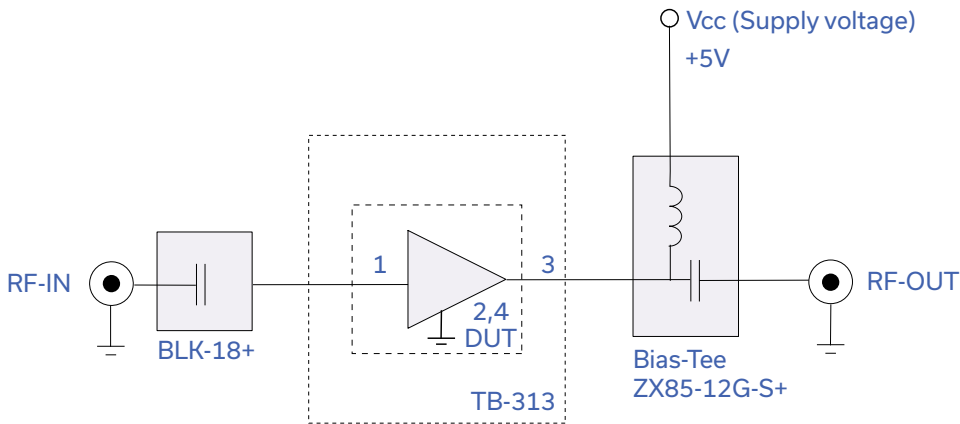 Vcc (Supply voltage)
+5V
RF-IN
BLK-18+
1
2,4
DUT
3
TB-313
Bias-Tee
ZX85-12G-S+
RF-OUT